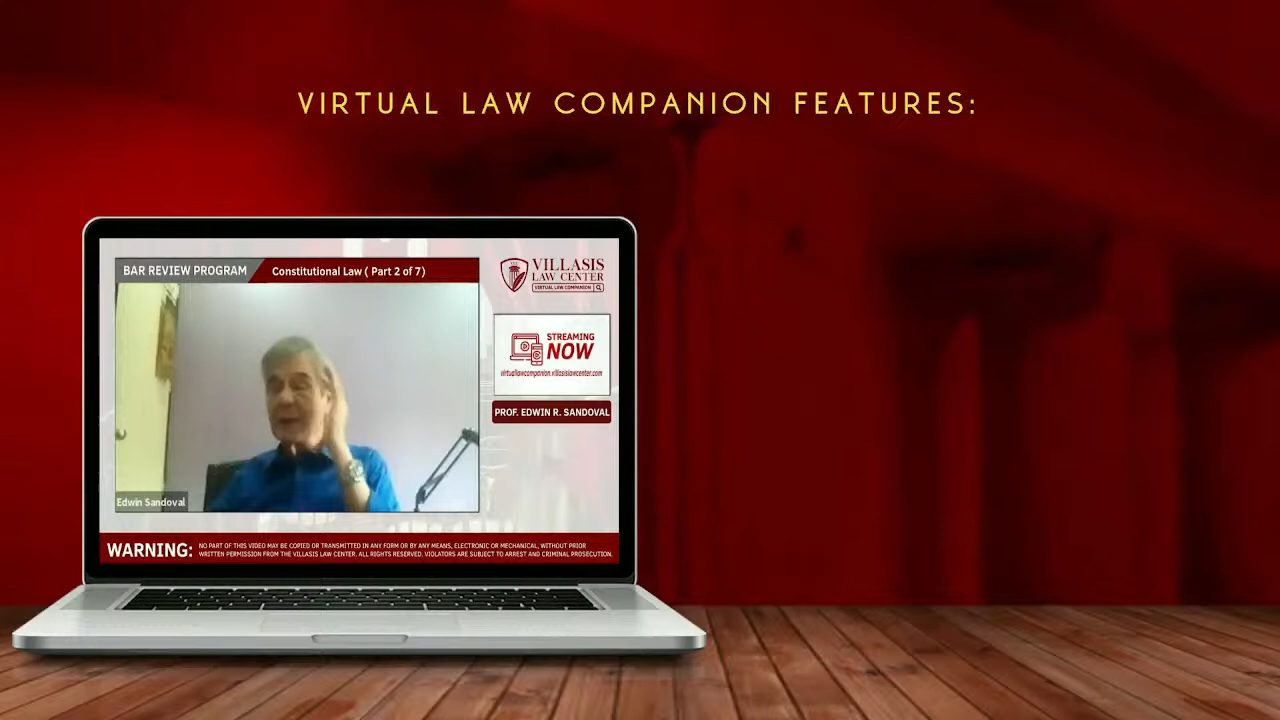 VIRTUAL LAW COMPANION FEATURES:
BAR REVIEW PROGRAM
Constitutional Law ( Part 2 of 7)
VILLASIS
LAW CENTER
VIRTUAL LAW COMPANION
STREAMING
NOW
virtuallawcompanion.villasislawcenter.com
PROF. EDWIN R. SANDOVAL
Edwin Sandoval
WARNING:
NO PART OF THIS VIDEO MAY BE COPIED OR TRANSMITTED IN ANY FORM OR BY ANY MEANS, ELECTRONIC OR MECHANICAL, WITHOUT PRIOR
WRITTEN PERMISSION FROM THE VILLASIS LAW CENTER. ALL RIGHTS RESERVED. VIOLATORS ARE SUBJECT TO ARREST AND CRIMINAL PROSECUTION.